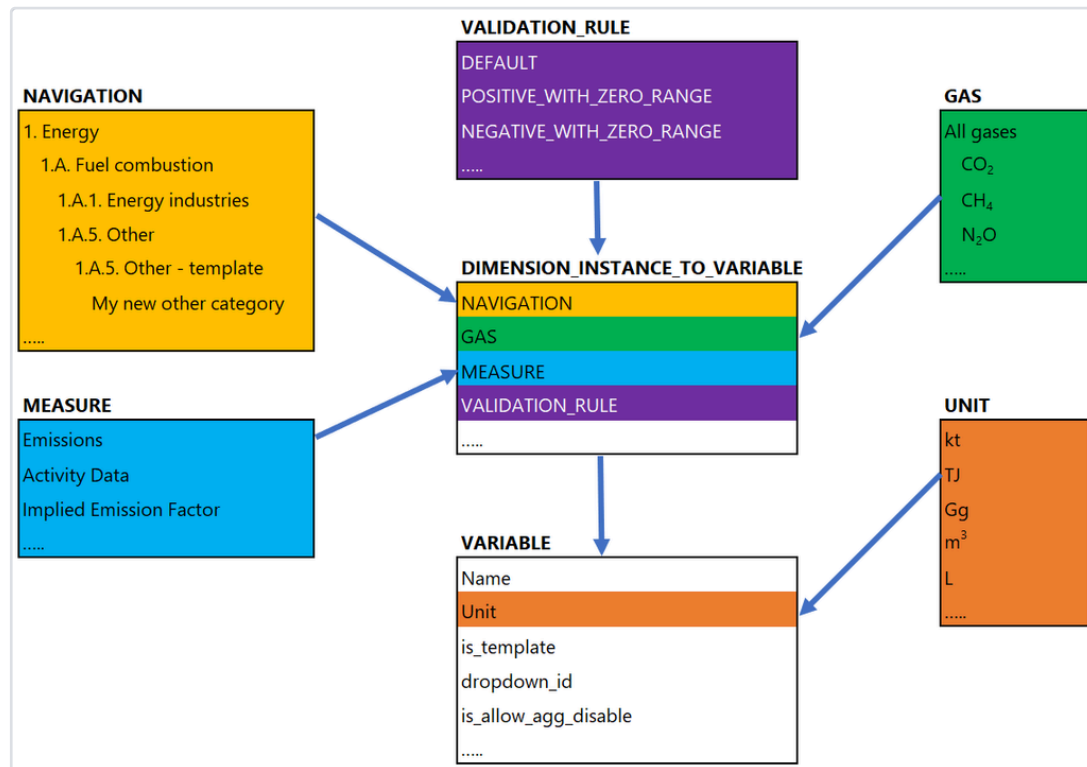 VALIDATION_RULE
DEFAULT
POSITIVE_WITH_ZERO_RANGE
NEGATIVE_WITH_ZERO_RANGE
.....
NAVIGATION
1. Energy
1.A. Fuel combustion
1.A.1. Energy industries
1.A.5. Other
1.A.5. Other - template
My new other category
.....
GAS
All gases
CO₂
CH₄
N₂O
.....
DIMENSION_INSTANCE_TO_VARIABLE
NAVIGATION
GAS
MEASURE
VALIDATION_RULE
.....
MEASURE
Emissions
Activity Data
Implied Emission Factor
.....
UNIT
kt
TJ
Gg
m³
L
.....
VARIABLE
Name
Unit
is_template
dropdown_id
is_allow_agg_disable
.....